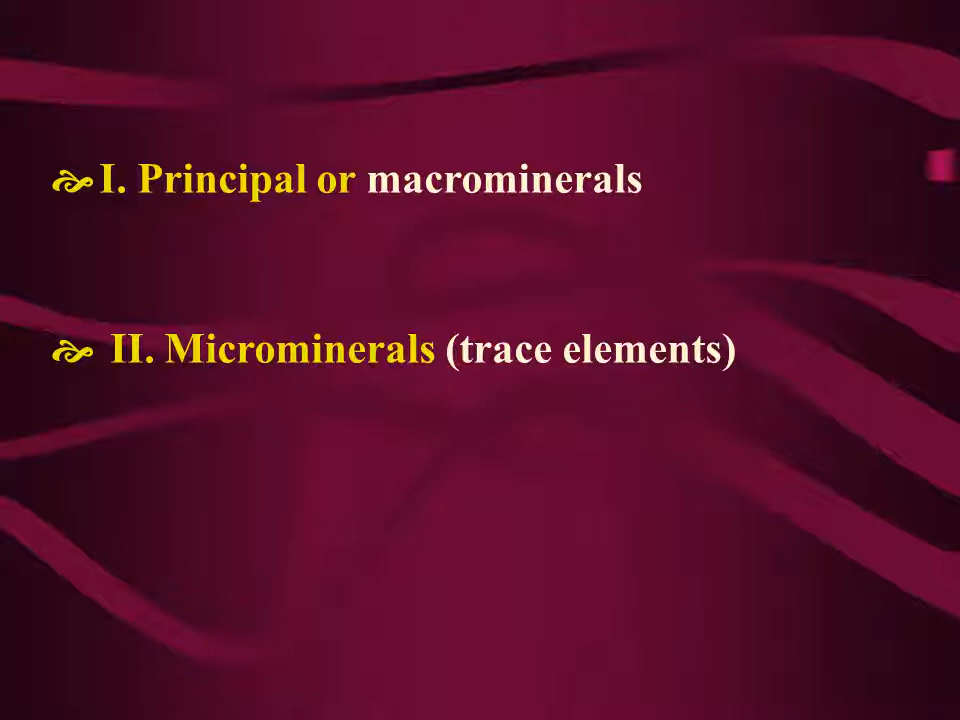 I. Principal or macrominerals
II. Microminerals (trace elements)